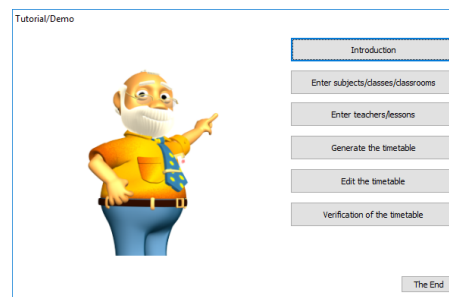 Tutorial/Demo
Introduction
Enter subjects/classes/classrooms
Enter teachers/lessons
Generate the timetable
Edit the timetable
Verification of the timetable
The End